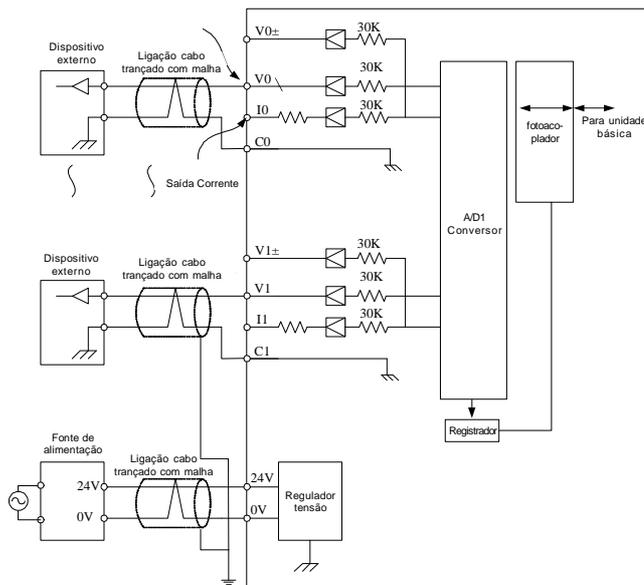 V0±
30K
Dispositivo
externo
Ligação cabo
trançado com malha
V0
30K
I0
30K
C0
Saída Corrente
fotoaco-
plador
Para unidade
básica
A/D1
Conversor
V1±
30K
Dispositivo
externo
Ligação cabo
trançado com malha
V1
30K
I1
30K
C1
Registrador
Fonte de
alimentação
Ligação cabo
trançado com malha
24V
24V
0V
0V
Regulador
tensão